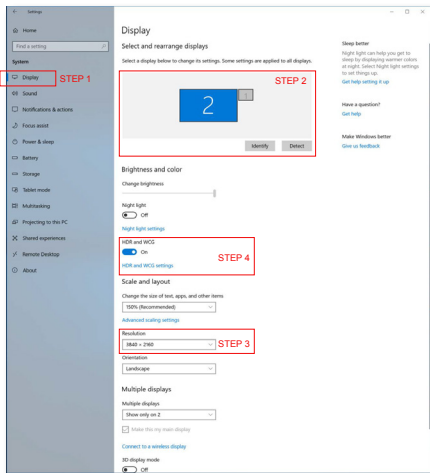 Settings
Home
Find a setting
System
Display
STEP 1
Sound
Notifications & actions
Focus assist
Power & sleep
Battery
Storage
Tablet mode
Multitasking
Projecting to this PC
Shared experiences
Remote Desktop
About
Display
Select and rearrange displays
Select a display below to change its settings. Some settings are applied to all displays.
STEP 2
2
1
Identify
Detect
Brightness and color
Change brightness
Night light
Off
Night light settings
HDR and WCG
On
HDR and WCG settings
STEP 4
Scale and layout
Change the size of text, apps, and other items
150% (Recommended)
Advanced scaling settings
Resolution
3840 × 2160
STEP 3
Orientation
Landscape
Multiple displays
Multiple displays
Show only on 2
Make this my main display
Connect to a wireless display
3D display mode
Off
Sleep better
Night light can help you get to
sleep by displaying warmer colors
at night. Select Night light settings
to set things up.
Get help setting it up
Have a question?
Get help
Make Windows better
Give us feedback